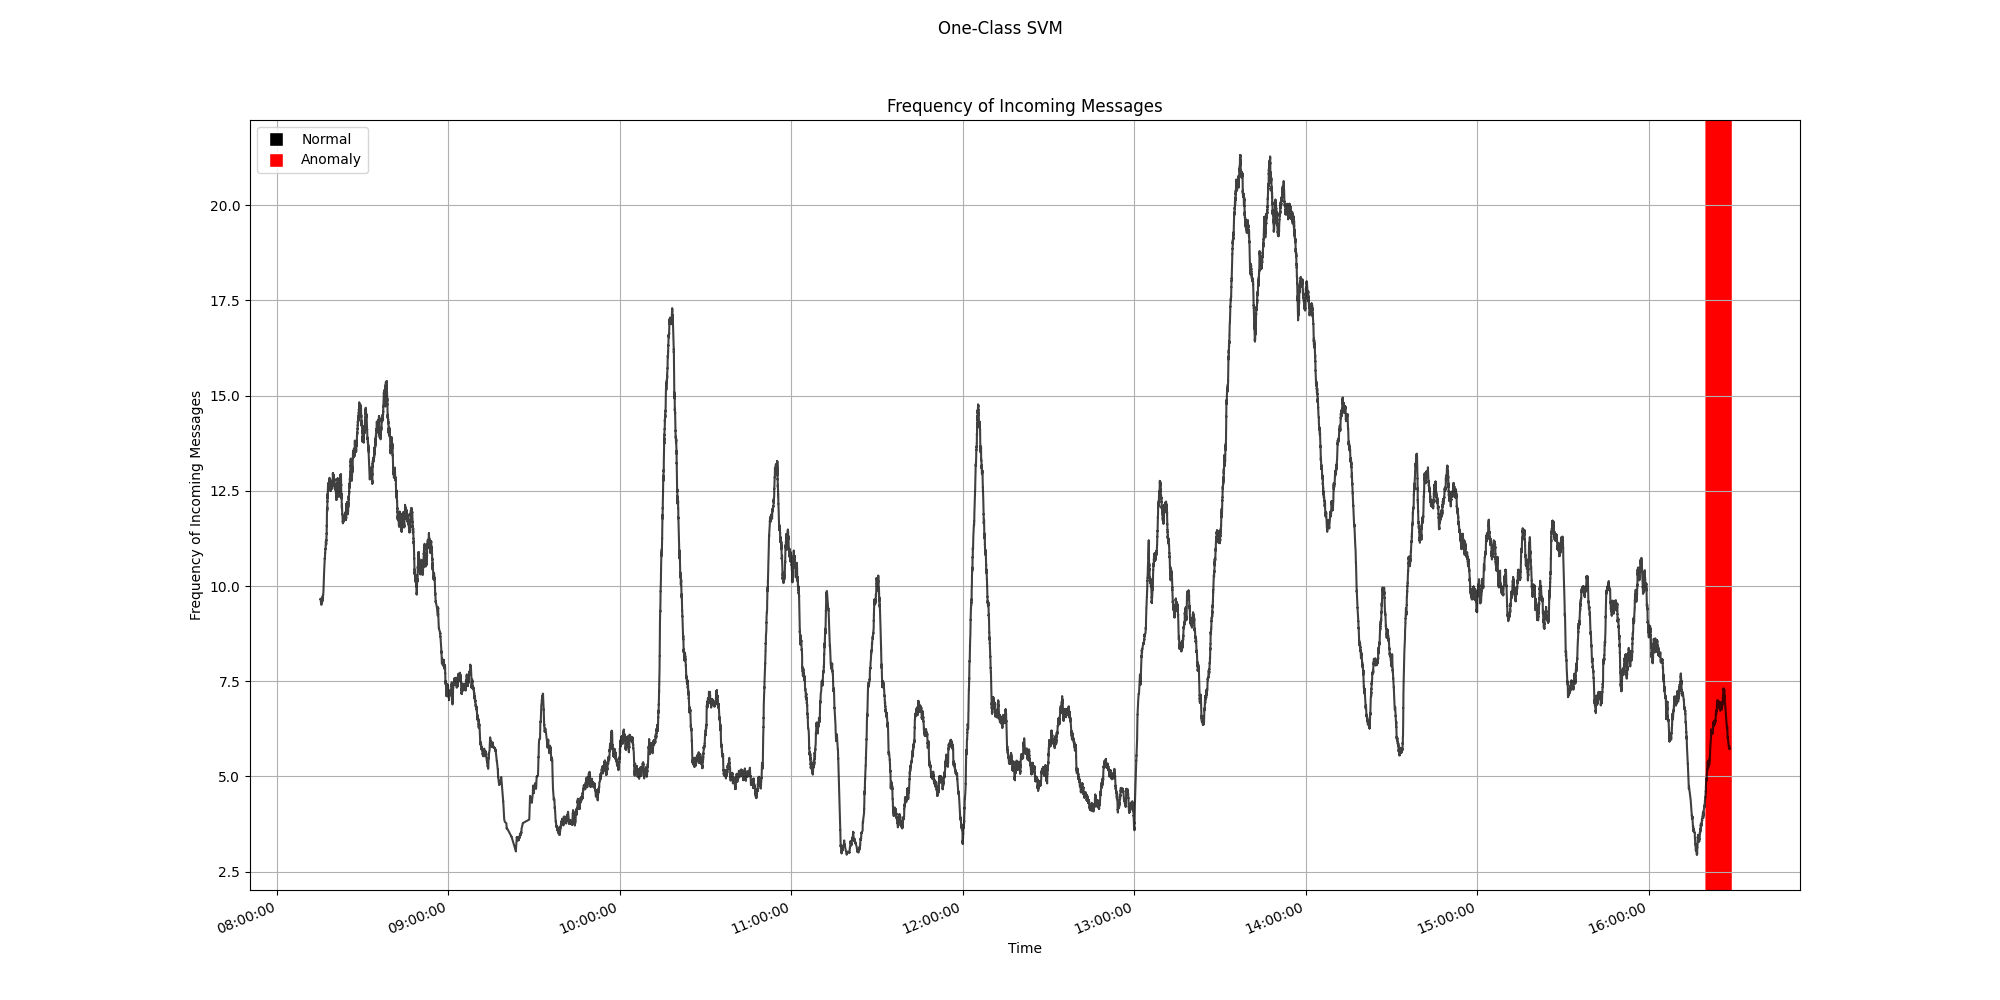 One-Class SVM
Frequency of Incoming Messages
Normal
Anomaly
Frequency of Incoming Messages
20.0
17.5
15.0
12.5
10.0
7.5
5.0
2.5
08:00:00
09:00:00
10:00:00
11:00:00
12:00:00
13:00:00
14:00:00
15:00:00
16:00:00
Time